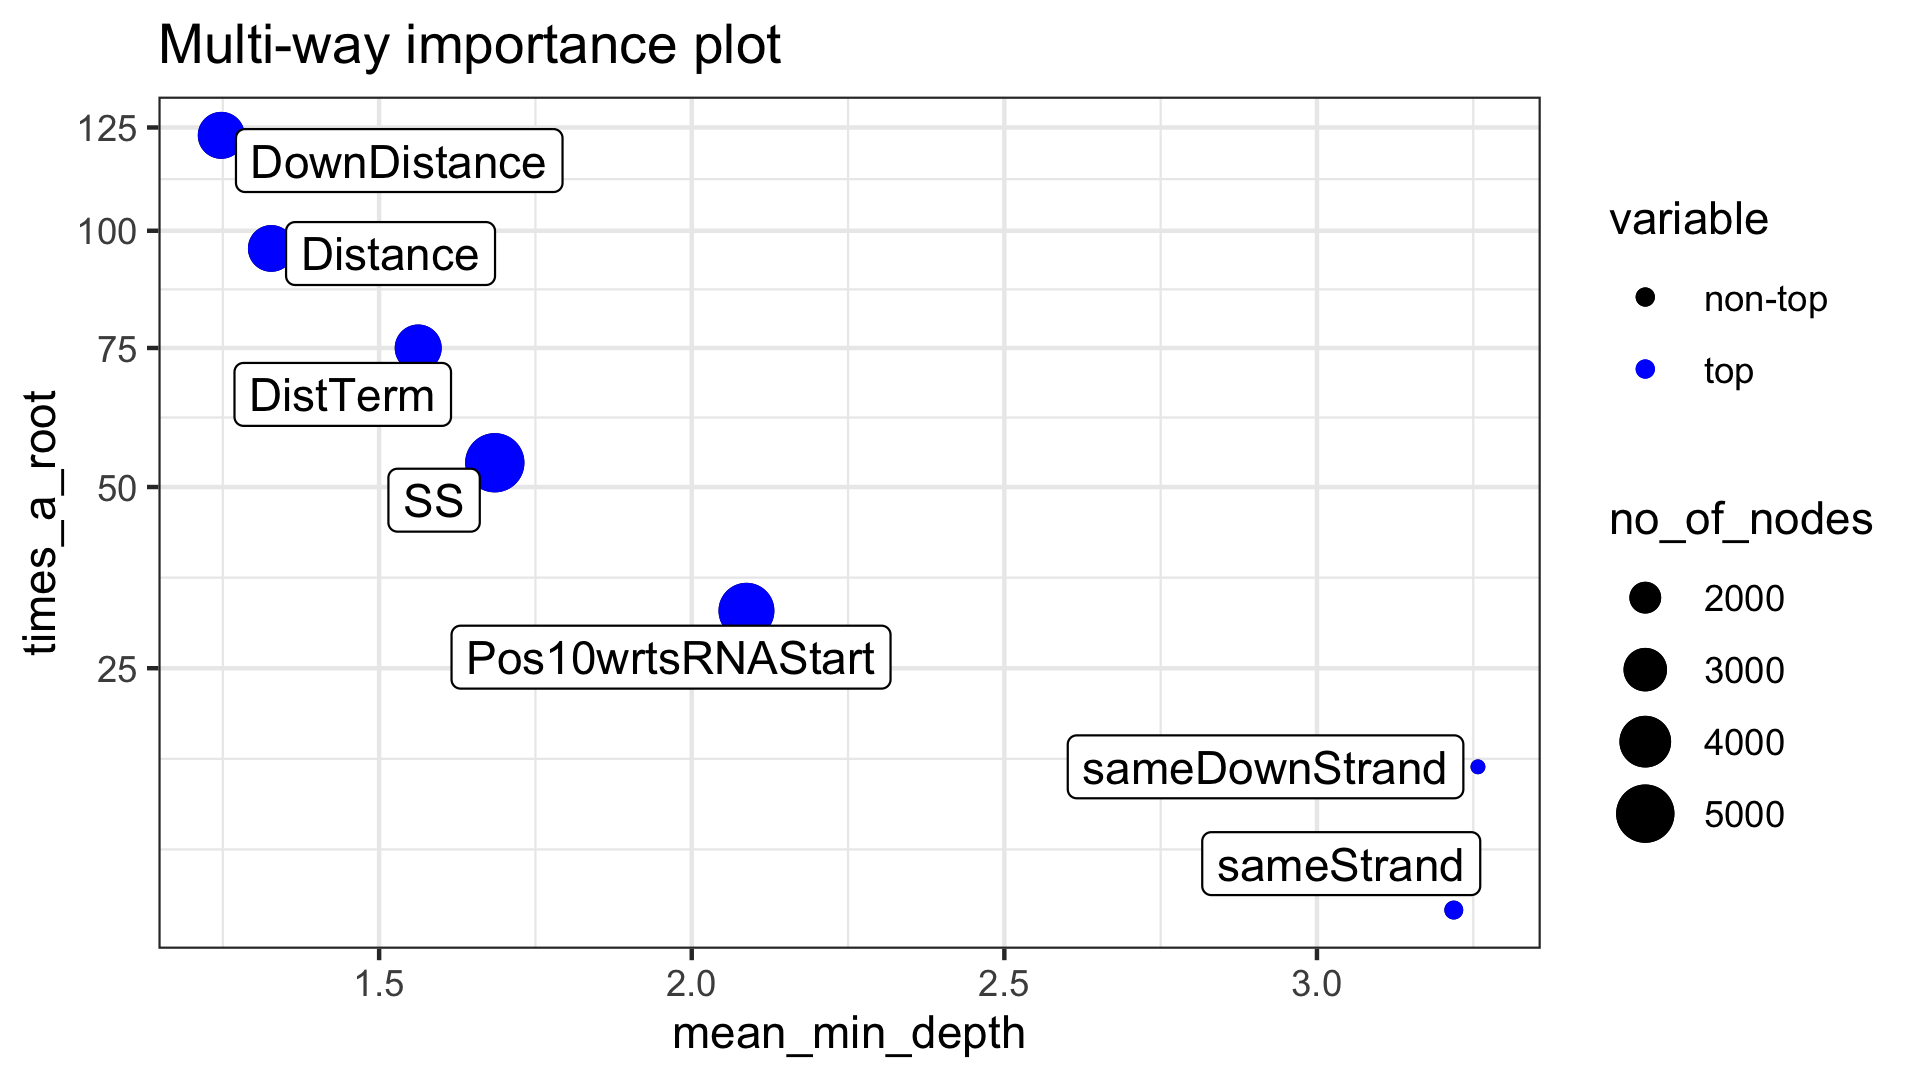 Multi-way importance plot
times_a_root
125
100
75
50
25
DownDistance
Distance
DistTerm
SS
Pos10wrtsRNAStart
sameDownStrand
sameStrand
1.5 2.0 2.5 3.0
mean_min_depth
variable
non-top
top
no_of_nodes
2000
3000
4000
5000